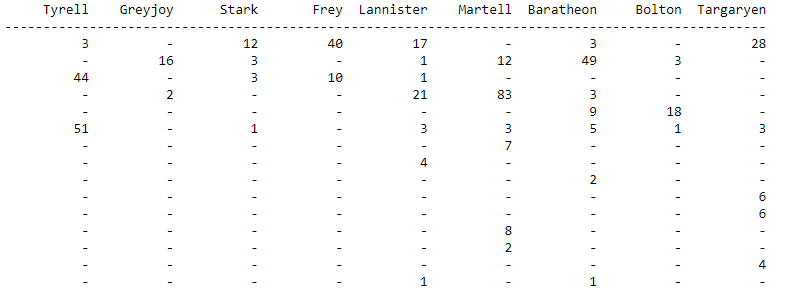 Tyrell Greyjoy Stark Frey Lannister Martell Baratheon Bolton Targaryen
------------------------------------------------------------------------------------------
3 - 12 40 17 - 3 - 28
- 16 3 - 1 12 49 3 -
44 - 3 10 1 - - - -
- 2 - - 21 83 3 - -
- - - - - - 9 18 -
51 - 1 - 3 3 5 1 3
- - - - - 7 - - -
- - - - 4 - - - -
- - - - - - 2 - -
- - - - - - - - 6
- - - - - - - - 6
- - - - - 8 - - -
- - - - - 2 - - -
- - - - - - - - 4
- - - - 1 - 1 - -